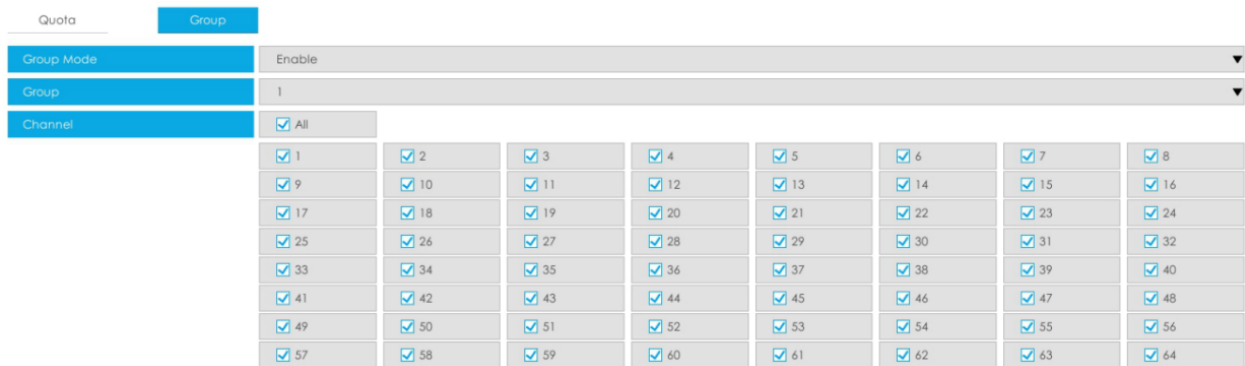 Quota Group
Group Mode Enable
Group 1
Channel All
1 2 3 4 5 6 7 8
9 10 11 12 13 14 15 16
17 18 19 20 21 22 23 24
25 26 27 28 29 30 31 32
33 34 35 36 37 38 39 40
41 42 43 44 45 46 47 48
49 50 51 52 53 54 55 56
57 58 59 60 61 62 63 64